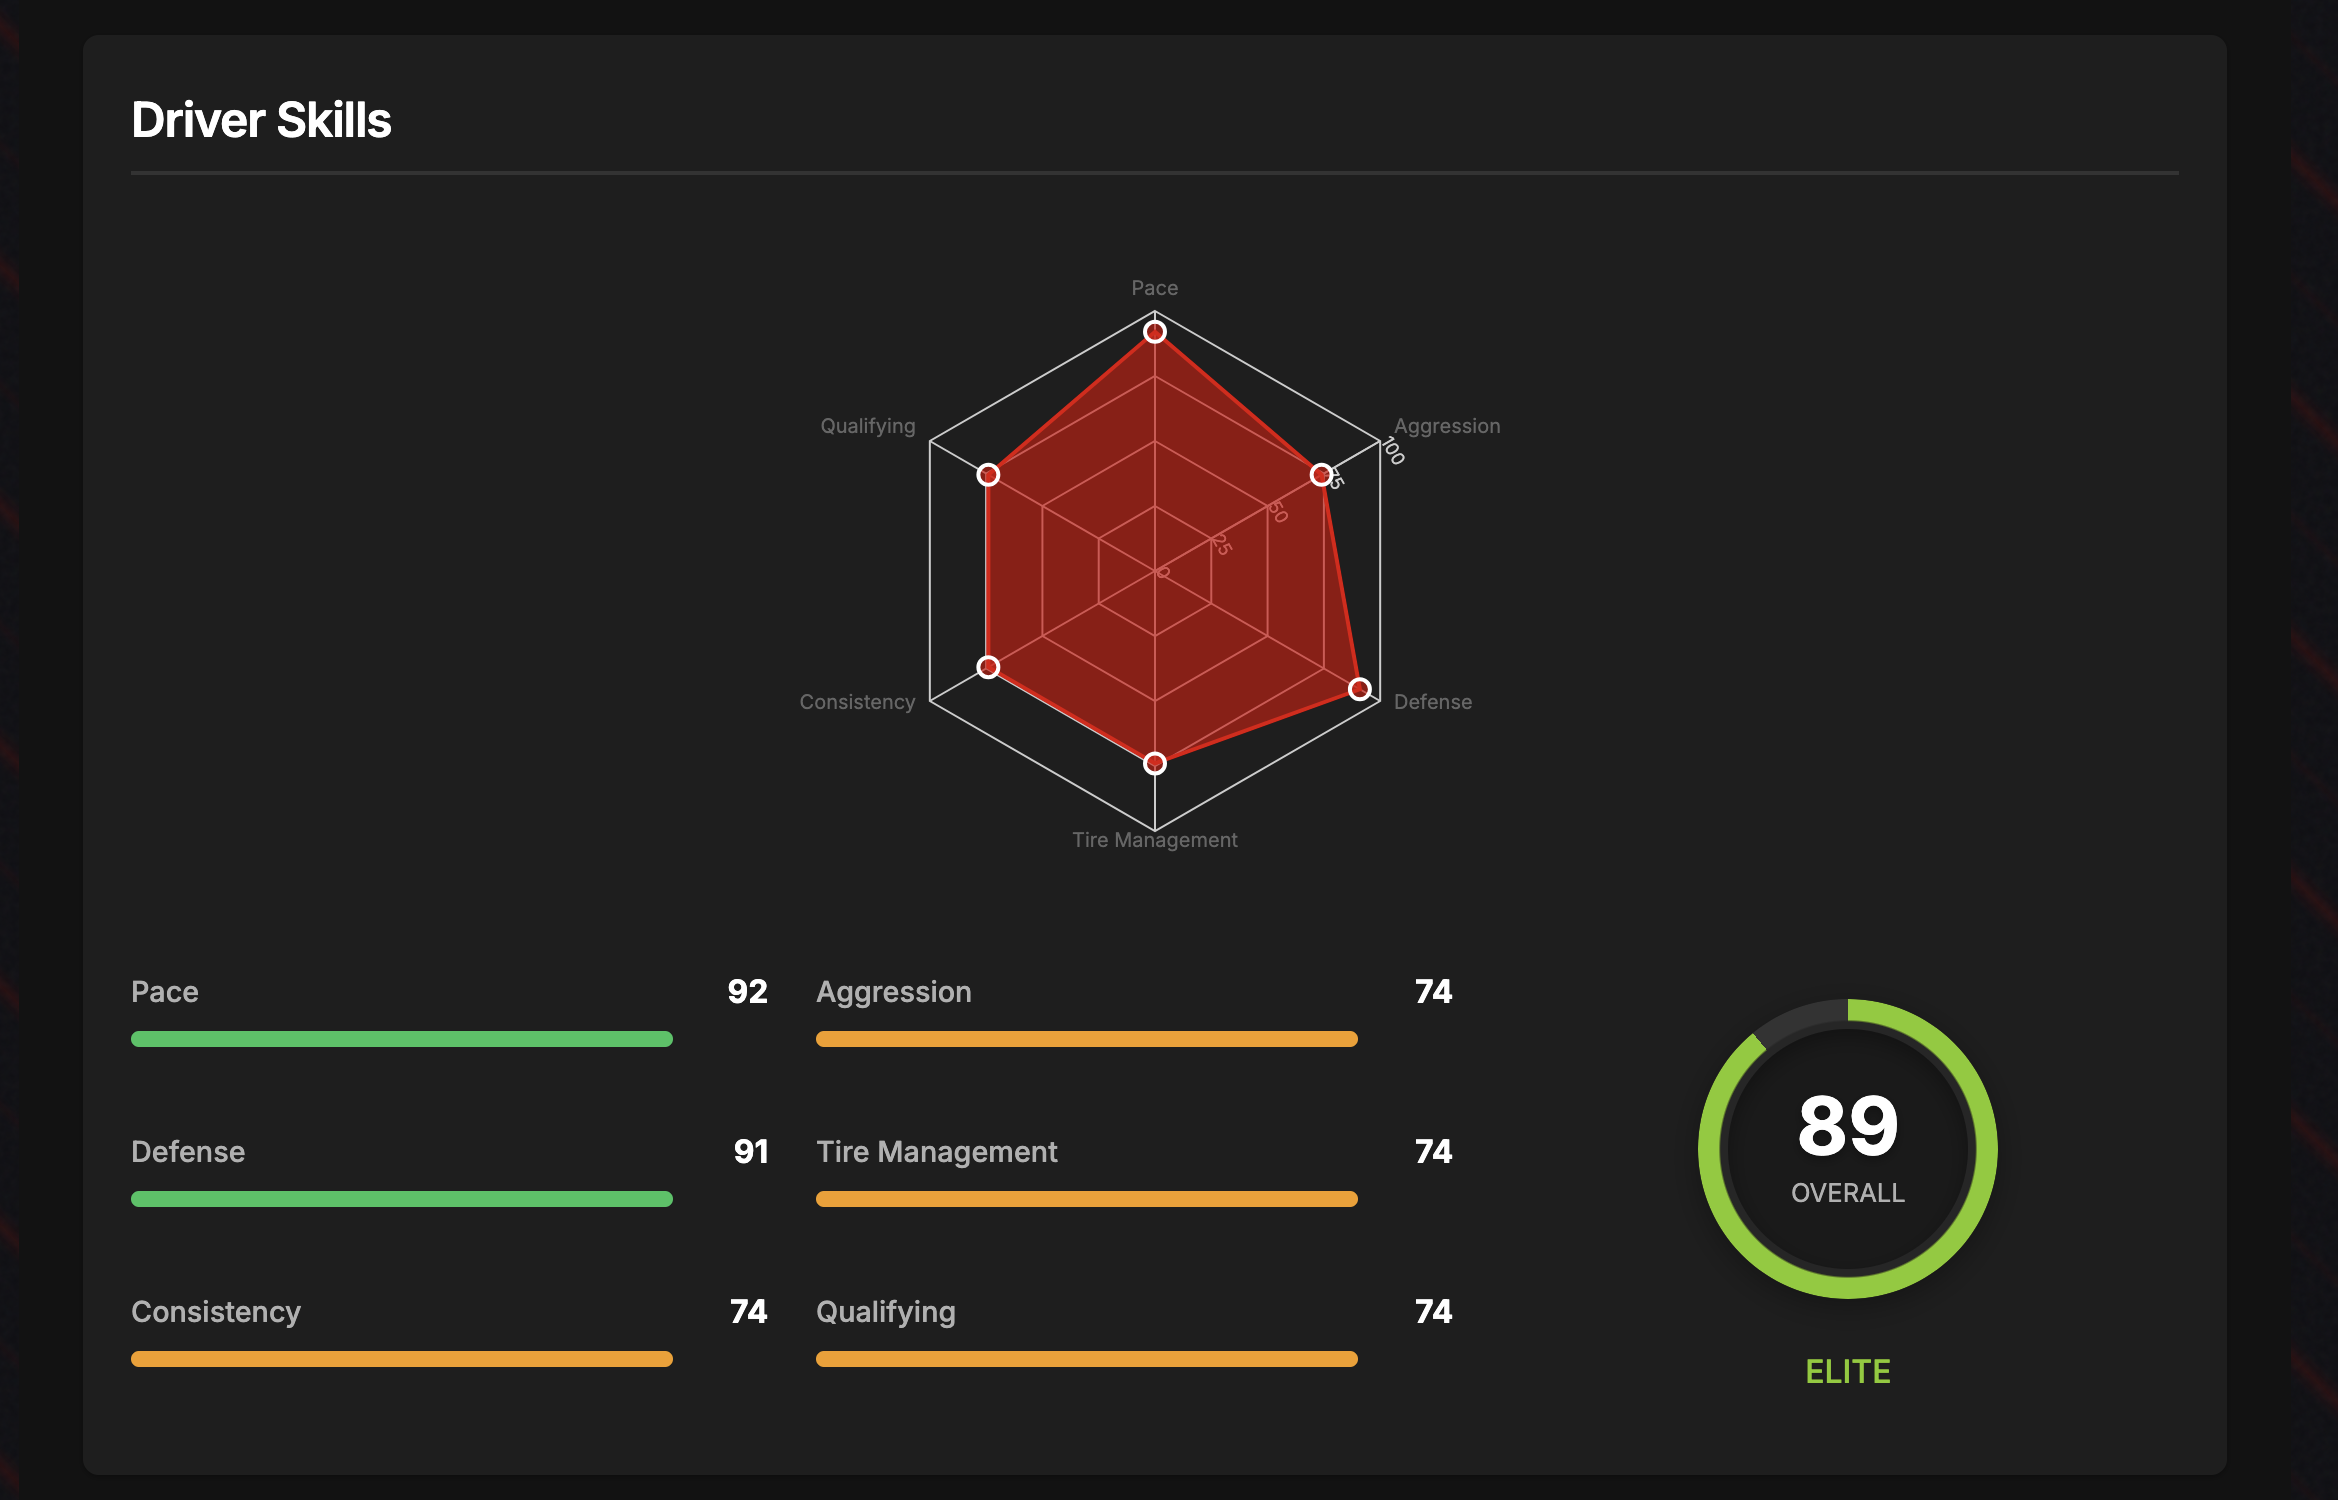 Driver Skills
Pace
Qualifying
Aggression
100
75
50
25
0
Consistency
Defense
Tire Management
Pace 92
Aggression 74
Defense 91
Tire Management 74
Consistency 74
Qualifying 74
89
OVERALL
ELITE